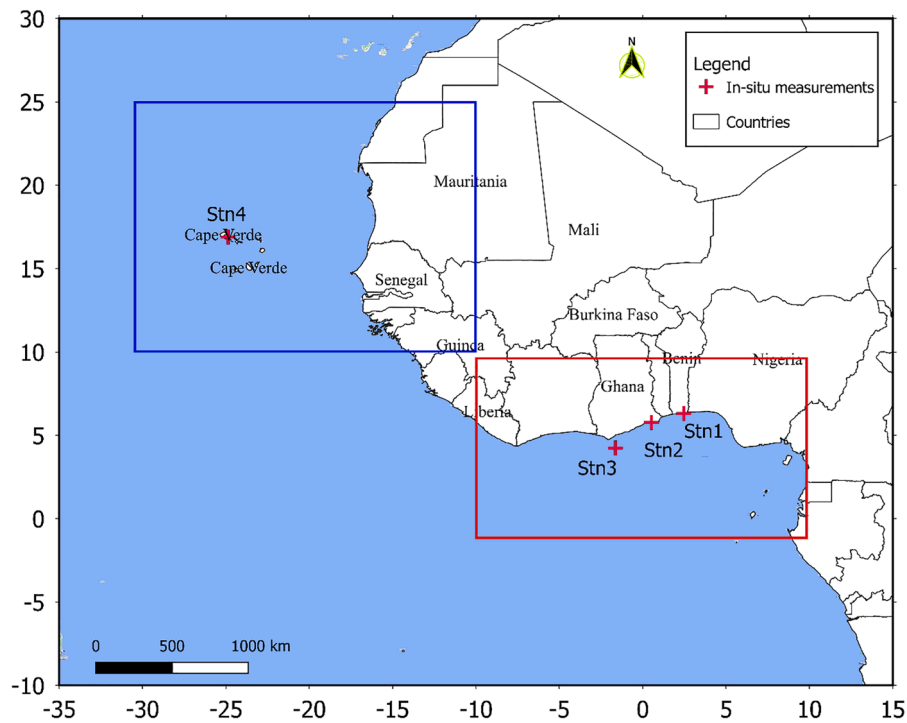 30
25
20
15
10
5
0
-5
-10
N
Legend
In-situ measurements
Countries
Mauritania
Stn4
Cape Verde
Mali
Cape Verde
Senegal
Burkina Faso
Guinea
Benin
Nigeria
Ghana
Liberia
Stn1
Stn2
Stn3
0 500 1000 km
-35 -30 -25 -20 -15 -10 -5 0 5 10 15